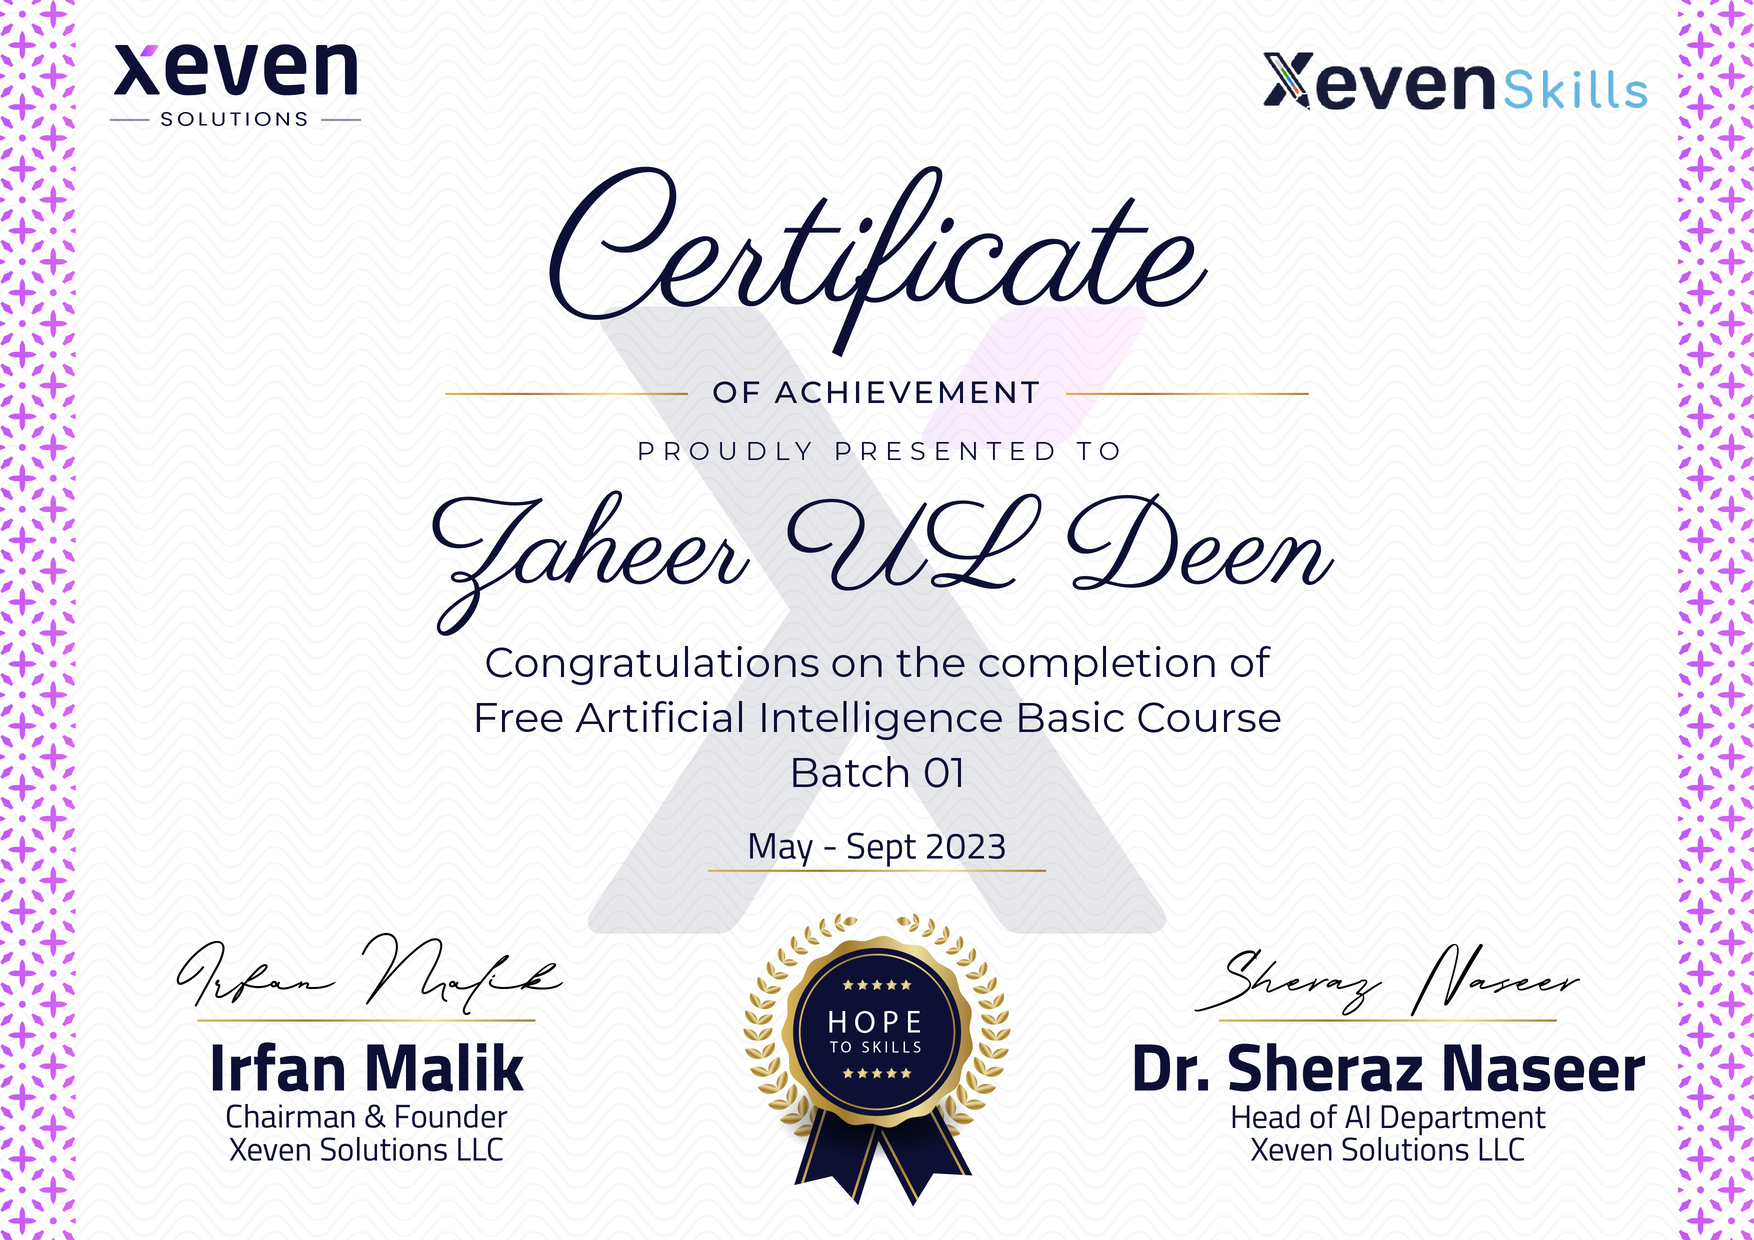 xeven
SOLUTIONS
XevenSkills
Certificate
OF ACHIEVEMENT
PROUDLY PRESENTED TO
Zaheer UL Deen
Congratulations on the completion of
Free Artificial Intelligence Basic Course
Batch 01
May - Sept 2023
Irfan Malik
Irfan Malik
Chairman & Founder
Xeven Solutions LLC
HOPE
TO SKILLS
Sheraz Naseer
Dr. Sheraz Naseer
Head of AI Department
Xeven Solutions LLC